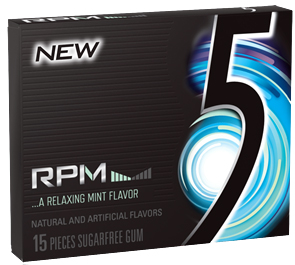 NEW
5
RPM
...A RELAXING MINT FLAVOR
NATURAL AND ARTIFICIAL FLAVORS
15 PIECES SUGARFREE GUM